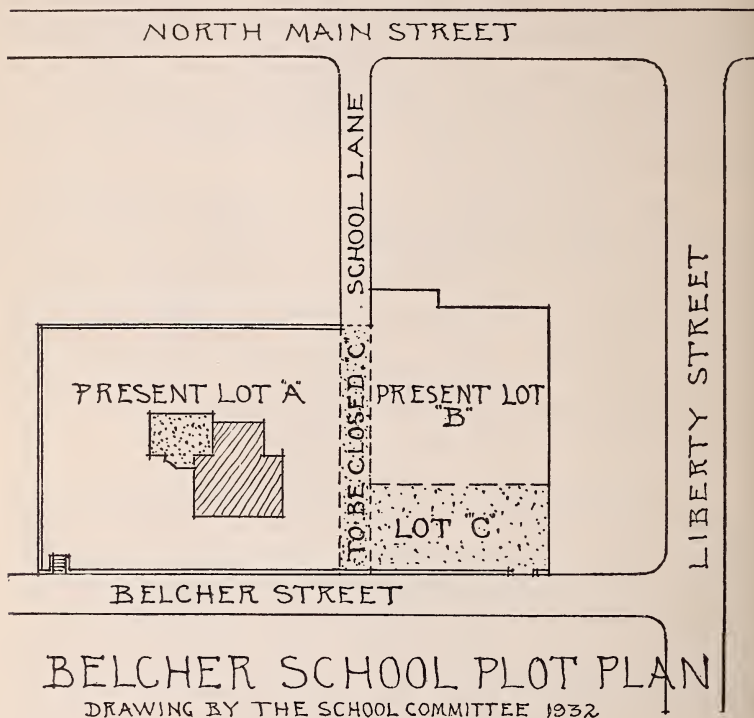 NORTH MAIN STREET
SCHOOL LANE
LIBERTY STREET
PRESENT LOT "A"
TO BE CLOSED. "C"
PRESENT LOT
"B"
LOT "C"
BELCHER STREET
BELCHER SCHOOL PLOT PLAN
DRAWING BY THE SCHOOL COMMITTEE 1932